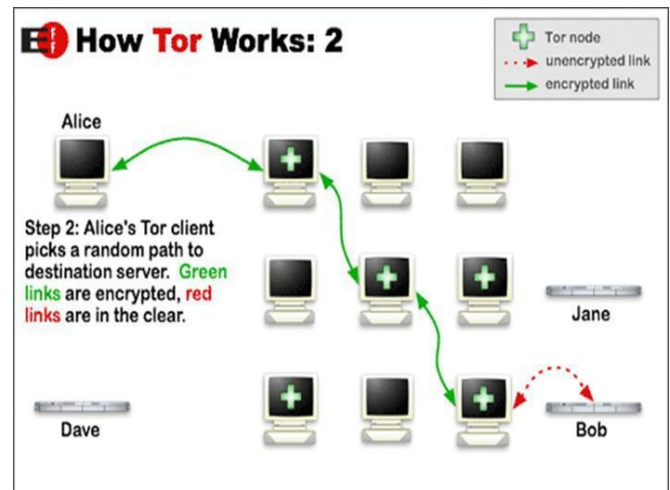 EFF How Tor Works: 2
Tor node
unencrypted link
encrypted link
Alice
Step 2: Alice's Tor client
picks a random path to
destination server. Green
links are encrypted, red
links are in the clear.
Jane
Dave
Bob